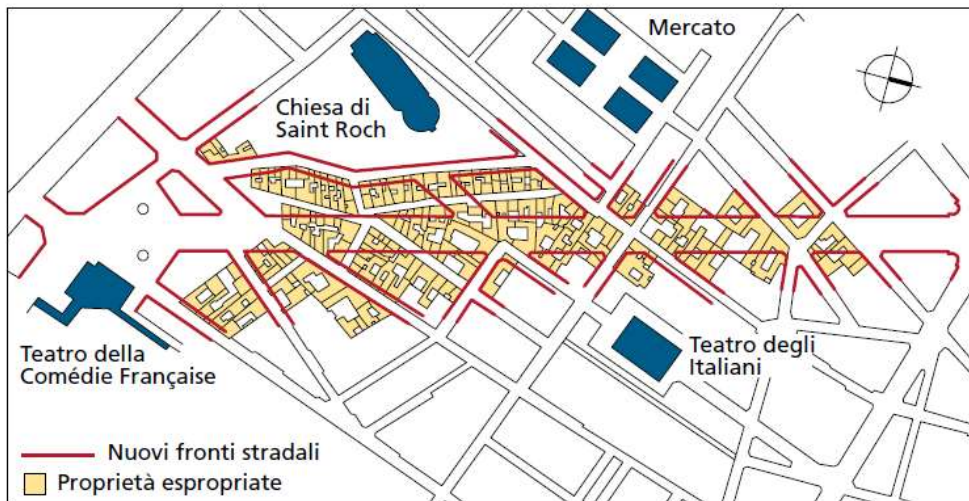 Mercato
Chiesa di
Saint Roch
Teatro della
Comédie Française
Teatro degli
Italiani
Nuovi fronti stradali
Proprietà espropriate